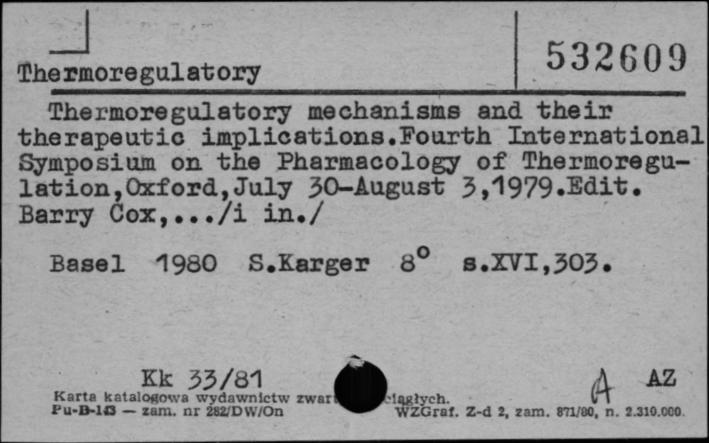 Thermoregulatory
532609
Thermoregulatory mechanisms and their
therapeutic implications.Fourth International
Symposium on the Pharmacology of Thermoregu-
lation,Oxford,July 30-August 3,1979.Edit.
Barry Cox,.../i in./
Basel 1980 S.Karger 8° s.XVI,303.
Kk 33/81
A AZ
Karta katalogowa wydawnictw ciągłych.
Pu-B-143 — zam. nr 282/DW/On WZGraf. Z-d 2, zam. 871/80, n. 2.310.000.